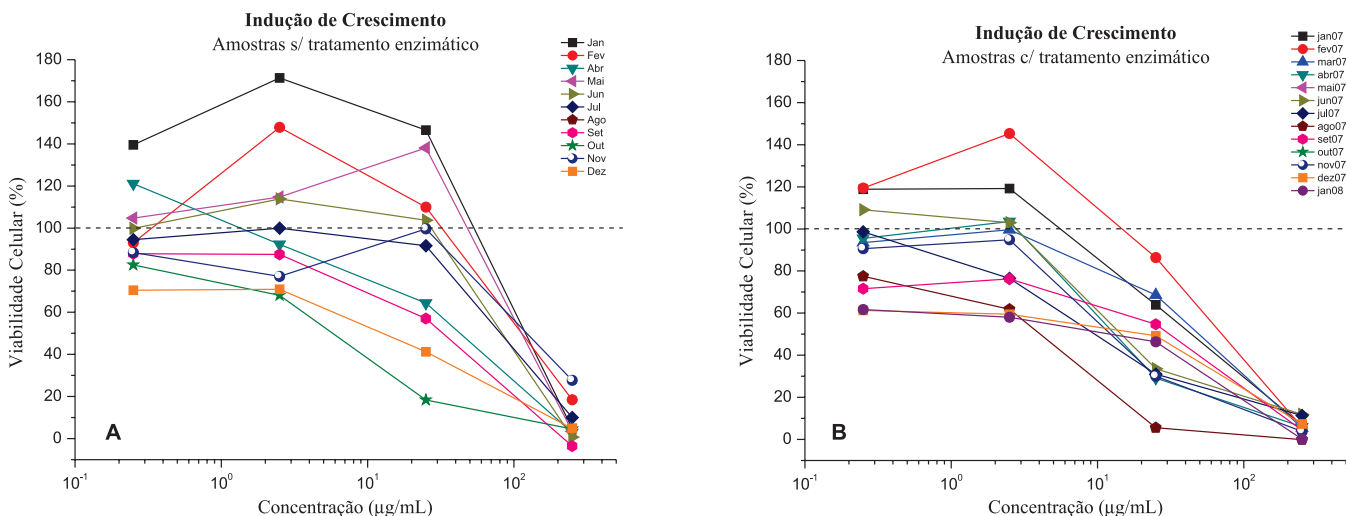 Indução de Crescimento
Amostras s/ tratamento enzimático
Jan
Fev
Abr
Mai
Jun
Jul
Ago
Set
Out
Nov
Dez
180
160
140
120
100
80
60
40
20
0
Viabilidade Celular (%)
A
10-1
100
101
102
Concentração (µg/mL)
Indução de Crescimento
Amostras c/ tratamento enzimático
jan07
fev07
mar07
abr07
mai07
jun07
jul07
ago07
set07
out07
nov07
dez07
jan08
180
160
140
120
100
80
60
40
20
0
Viabilidade Celular (%)
B
10-1
100
101
102
Concentração (µg/mL)